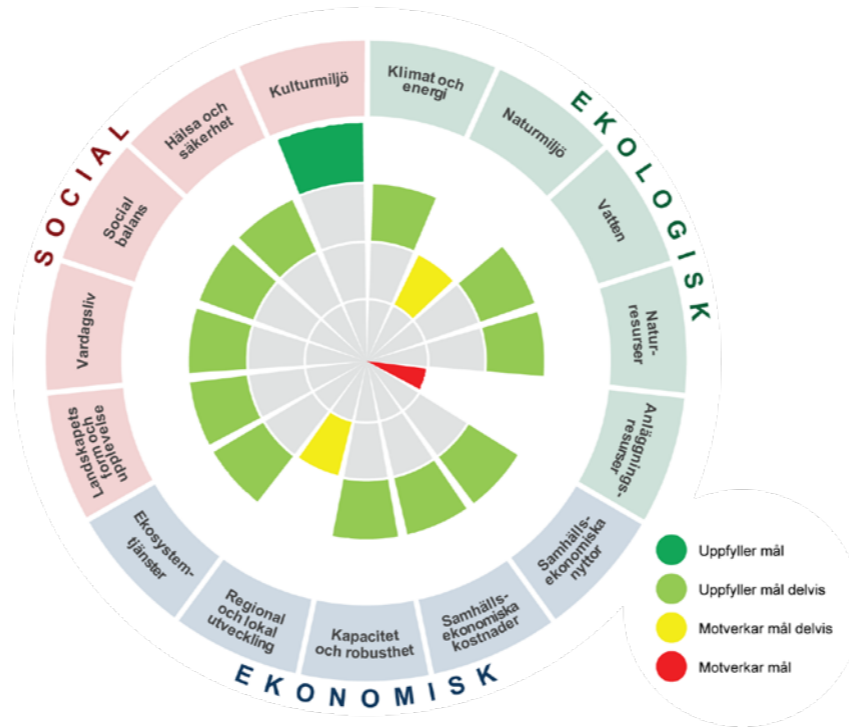 SOCIAL
EKOLOGISK
EKONOMISK
Klimat och
energi
Naturmiljö
Vatten
Natur-
resurser
Anläggnings-
resurser
Samhälls-
ekonomiska
nyttor
Samhälls-
ekonomiska
kostnader
Kapacitet
och robusthet
Regional
och lokal
utveckling
Ekosystem-
tjänster
Landskapets
form och
upplevelse
Vardagsliv
Social
balans
Hälsa och
säkerhet
Kulturmiljö
Uppfyller mål
Uppfyller mål delvis
Motverkar mål delvis
Motverkar mål